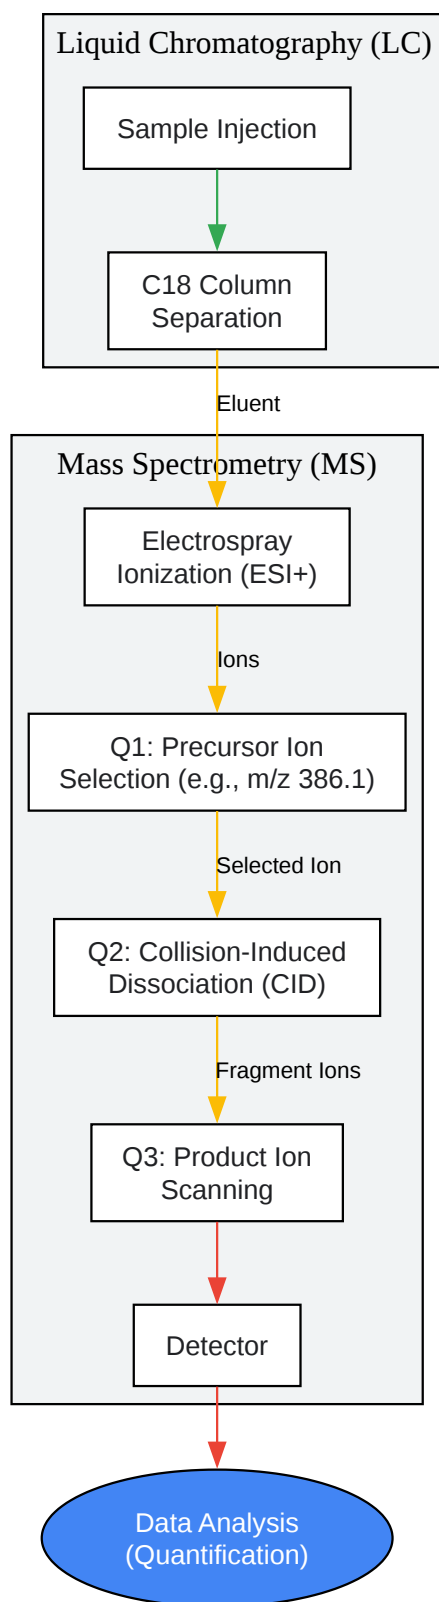 Liquid Chromatography (LC)
Sample Injection
C18 Column
Separation
Eluent
Mass Spectrometry (MS)
Electrospray
Ionization (ESI+)
Ions
Q1: Precursor Ion
Selection (e.g., m/z 386.1)
Selected Ion
Q2: Collision-Induced
Dissociation (CID)
Fragment Ions
Q3: Product Ion
Scanning
Detector
Data Analysis
(Quantification)